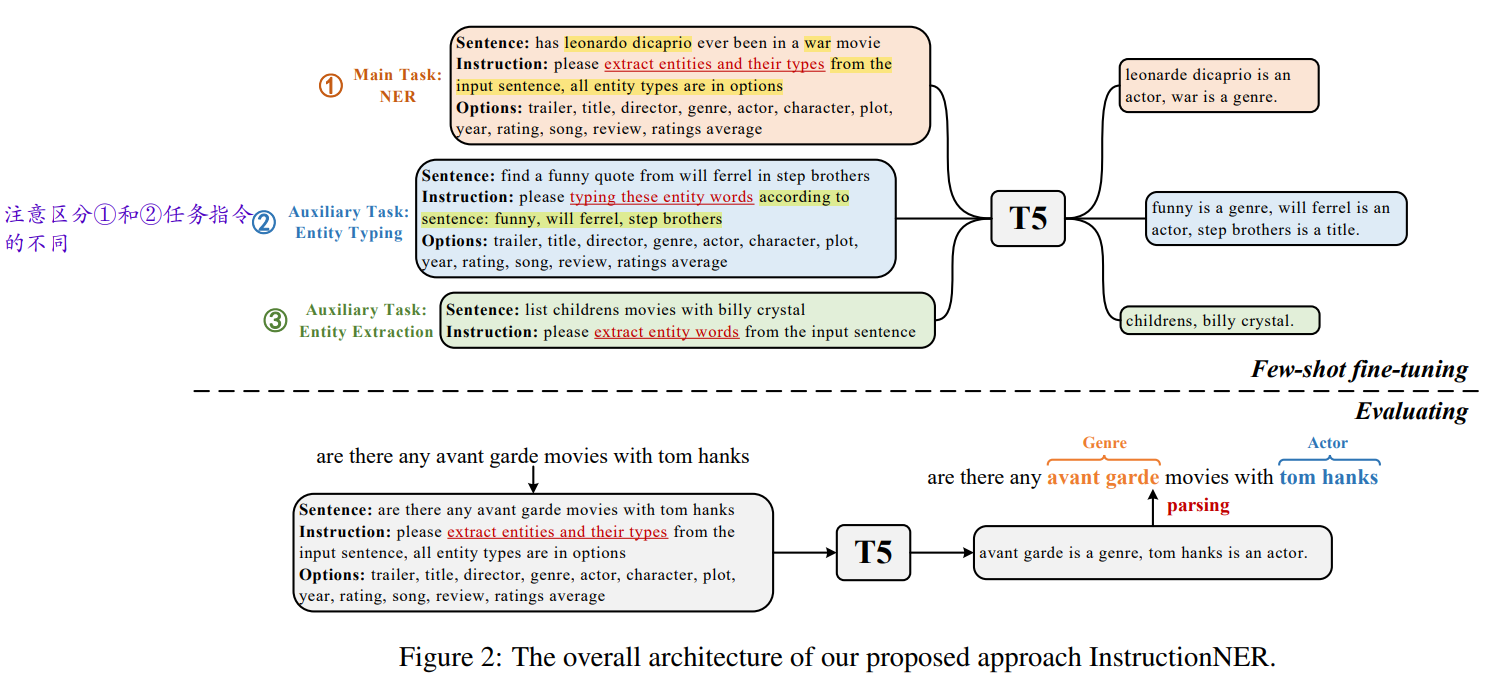 ① Main Task:
NER
Sentence: has leonardo dicaprio ever been in a war movie
Instruction: please extract entities and their types from the
input sentence, all entity types are in options
Options: trailer, title, director, genre, actor, character, plot,
year, rating, song, review, ratings average
leonarde dicaprio is an
actor, war is a genre.
注意区分①和②任务指令
的不同
② Auxiliary Task:
Entity Typing
Sentence: find a funny quote from will ferrel in step brothers
Instruction: please typing these entity words according to
sentence: funny, will ferrel, step brothers
Options: trailer, title, director, genre, actor, character, plot,
year, rating, song, review, ratings average
T5
funny is a genre, will ferrel is an
actor, step brothers is a title.
③ Auxiliary Task:
Entity Extraction
Sentence: list childrens movies with billy crystal
Instruction: please extract entity words from the input sentence
childrens, billy crystal.
Few-shot fine-tuning
Evaluating
are there any avant garde movies with tom hanks
Sentence: are there any avant garde movies with tom hanks
Instruction: please extract entities and their types from the
input sentence, all entity types are in options
Options: trailer, title, director, genre, actor, character, plot,
year, rating, song, review, ratings average
T5
Genre
Actor
are there any avant garde movies with tom hanks
parsing
avant garde is a genre, tom hanks is an actor.
Figure 2: The overall architecture of our proposed approach InstructionNER.